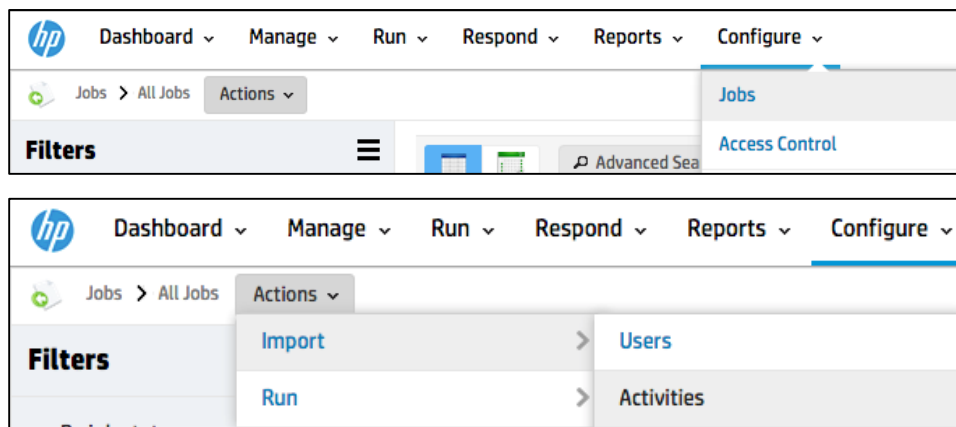 hp Dashboard Manage Run Respond Reports Configure
Jobs > All Jobs Actions
Jobs
Filters
Advanced Sea
Access Control
hp Dashboard Manage Run Respond Reports Configure
Jobs > All Jobs Actions
Import > Users
Filters
Run > Activities